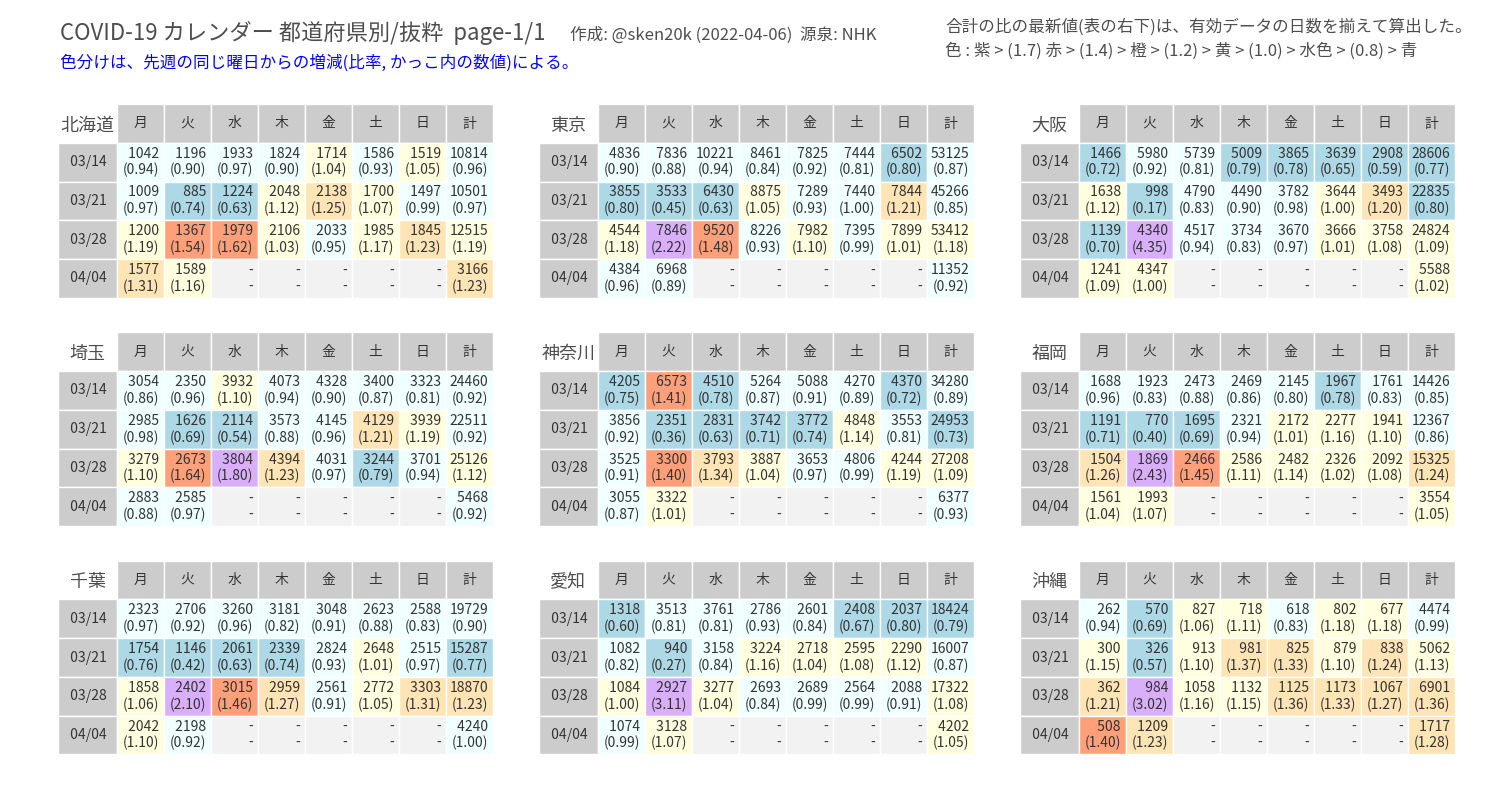 COVID-19 カレンダー 都道府県別/抜粋 page-1/1 作成: @sken20k (2022-04-06) 源泉: NHK
色分けは、先週の同じ曜日からの増減(比率, かっこ内の数値)による。
合計の比の最新値(表の右下)は、有効データの日数を揃えて算出した。
色 : 紫 > (1.7) 赤 > (1.4) > 橙 > (1.2) > 黄 > (1.0) > 水色 > (0.8) > 青
北海道 月 火 水 木 金 土 日 計
03/14 1042 1196 1933 1824 1714 1586 1519 10814
(0.94) (0.90) (0.97) (0.90) (1.04) (0.93) (1.05) (0.96)
03/21 1009 885 1224 2048 2138 1700 1497 10501
(0.97) (0.74) (0.63) (1.12) (1.25) (1.07) (0.99) (0.97)
03/28 1200 1367 1979 2106 2033 1985 1845 12515
(1.19) (1.54) (1.62) (1.03) (0.95) (1.17) (1.23) (1.19)
04/04 1577 1589 - - - - - 3166
(1.31) (1.16) - - - - - (1.23)
東京 月 火 水 木 金 土 日 計
03/14 4836 7836 10221 8461 7825 7444 6502 53125
(0.90) (0.88) (0.94) (0.84) (0.92) (0.81) (0.80) (0.87)
03/21 3855 3533 6430 8875 7289 7440 7844 45266
(0.80) (0.45) (0.63) (1.05) (0.93) (1.00) (1.21) (0.85)
03/28 4544 7846 9520 8226 7982 7395 7899 53412
(1.18) (2.22) (1.48) (0.93) (1.10) (0.99) (1.01) (1.18)
04/04 4384 6968 - - - - - 11352
(0.96) (0.89) - - - - - (0.92)
大阪 月 火 水 木 金 土 日 計
03/14 1466 5980 5739 5009 3865 3639 2908 28606
(0.72) (0.92) (0.81) (0.79) (0.78) (0.65) (0.59) (0.77)
03/21 1638 998 4790 4490 3782 3644 3493 22835
(1.12) (0.17) (0.83) (0.90) (0.98) (1.00) (1.20) (0.80)
03/28 1139 4340 4517 3734 3670 3666 3758 24824
(0.70) (4.35) (0.94) (0.83) (0.97) (1.01) (1.08) (1.09)
04/04 1241 4347 - - - - - 5588
(1.09) (1.00) - - - - - (1.02)
埼玉 月 火 水 木 金 土 日 計
03/14 3054 2350 3932 4073 4328 3400 3323 24460
(0.86) (0.96) (1.10) (0.94) (0.90) (0.87) (0.81) (0.92)
03/21 2985 1626 2114 3573 4145 4129 3939 22511
(0.98) (0.69) (0.54) (0.88) (0.96) (1.21) (1.19) (0.92)
03/28 3279 2673 3804 4394 4031 3244 3701 25126
(1.10) (1.64) (1.80) (1.23) (0.97) (0.79) (0.94) (1.12)
04/04 2883 2585 - - - - - 5468
(0.88) (0.97) - - - - - (0.92)
神奈川 月 火 水 木 金 土 日 計
03/14 4205 6573 4510 5264 5088 4270 4370 34280
(0.75) (1.41) (0.78) (0.87) (0.91) (0.89) (0.72) (0.89)
03/21 3856 2351 2831 3742 3772 4848 3553 24953
(0.92) (0.36) (0.63) (0.71) (0.74) (1.14) (0.81) (0.73)
03/28 3525 3300 3793 3887 3653 4806 4244 27208
(0.91) (1.40) (1.34) (1.04) (0.97) (0.99) (1.19) (1.09)
04/04 3055 3322 - - - - - 6377
(0.87) (1.01) - - - - - (0.93)
福岡 月 火 水 木 金 土 日 計
03/14 1688 1923 2473 2469 2145 1967 1761 14426
(0.96) (0.83) (0.88) (0.86) (0.80) (0.78) (0.83) (0.85)
03/21 1191 770 1695 2321 2172 2277 1941 12367
(0.71) (0.40) (0.69) (0.94) (1.01) (1.16) (1.10) (0.86)
03/28 1504 1869 2466 2586 2482 2326 2092 15325
(1.26) (2.43) (1.45) (1.11) (1.14) (1.02) (1.08) (1.24)
04/04 1561 1993 - - - - - 3554
(1.04) (1.07) - - - - - (1.05)
千葉 月 火 水 木 金 土 日 計
03/14 2323 2706 3260 3181 3048 2623 2588 19729
(0.97) (0.92) (0.96) (0.82) (0.91) (0.88) (0.83) (0.90)
03/21 1754 1146 2061 2339 2824 2648 2515 15287
(0.76) (0.42) (0.63) (0.74) (0.93) (1.01) (0.97) (0.77)
03/28 1858 2402 3015 2959 2561 2772 3303 18870
(1.06) (2.10) (1.46) (1.27) (0.91) (1.05) (1.31) (1.23)
04/04 2042 2198 - - - - - 4240
(1.10) (0.92) - - - - - (1.00)
愛知 月 火 水 木 金 土 日 計
03/14 1318 3513 3761 2786 2601 2408 2037 18424
(0.60) (0.81) (0.81) (0.93) (0.84) (0.67) (0.80) (0.79)
03/21 1082 940 3158 3224 2718 2595 2290 16007
(0.82) (0.27) (0.84) (1.16) (1.04) (1.08) (1.12) (0.87)
03/28 1084 2927 3277 2693 2689 2564 2088 17322
(1.00) (3.11) (1.04) (0.84) (0.99) (0.99) (0.91) (1.08)
04/04 1074 3128 - - - - - 4202
(0.99) (1.07) - - - - - (1.05)
沖縄 月 火 水 木 金 土 日 計
03/14 262 570 827 718 618 802 677 4474
(0.94) (0.69) (1.06) (1.11) (0.83) (1.18) (1.18) (0.99)
03/21 300 326 913 981 825 879 838 5062
(1.15) (0.57) (1.10) (1.37) (1.33) (1.10) (1.24) (1.13)
03/28 362 984 1058 1132 1125 1173 1067 6901
(1.21) (3.02) (1.16) (1.15) (1.36) (1.33) (1.27) (1.36)
04/04 508 1209 - - - - - 1717
(1.40) (1.23) - - - - - (1.28)